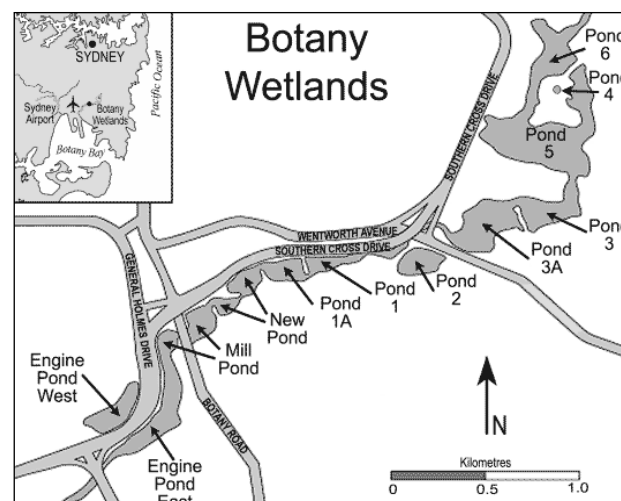 Botany
Wetlands
SYDNEY
Sydney
Airport
Botany
Wetlands
Botany Bay
Pacific Ocean
Pond
6
Pond
4
Pond
5
SOUTHERN CROSS DRIVE
WENTWORTH AVENUE
SOUTHERN CROSS DRIVE
Pond
3
Pond
3A
Pond
2
Pond
1
Pond
1A
New
Pond
Mill
Pond
GENERAL HOLMES DRIVE
Engine
Pond
West
BOTANY ROAD
Engine
Pond
East
N
Kilometres
0 0.5 1.0